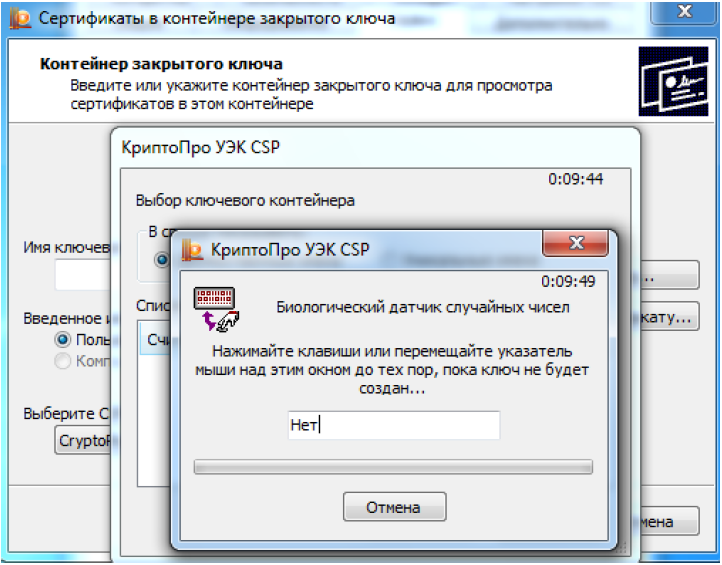 Сертификаты в контейнере закрытого ключа
X
Контейнер закрытого ключа
Введите или укажите контейнер закрытого ключа для просмотра
сертификатов в этом контейнере
КриптоПро УЭК CSP
0:09:44
Выбор ключевого контейнера
В с
Имя ключев
КриптоПро УЭК CSP
X
..
0:09:49
Биологический датчик случайных чисел
Спис
Введенное и
кату...
Поль
Счи
Комп
Нажимайте клавиши или перемещайте указатель
мыши над этим окном до тех пор, пока ключ не будет
создан...
Выберите C
Нет
CryptoP
Отмена
мена